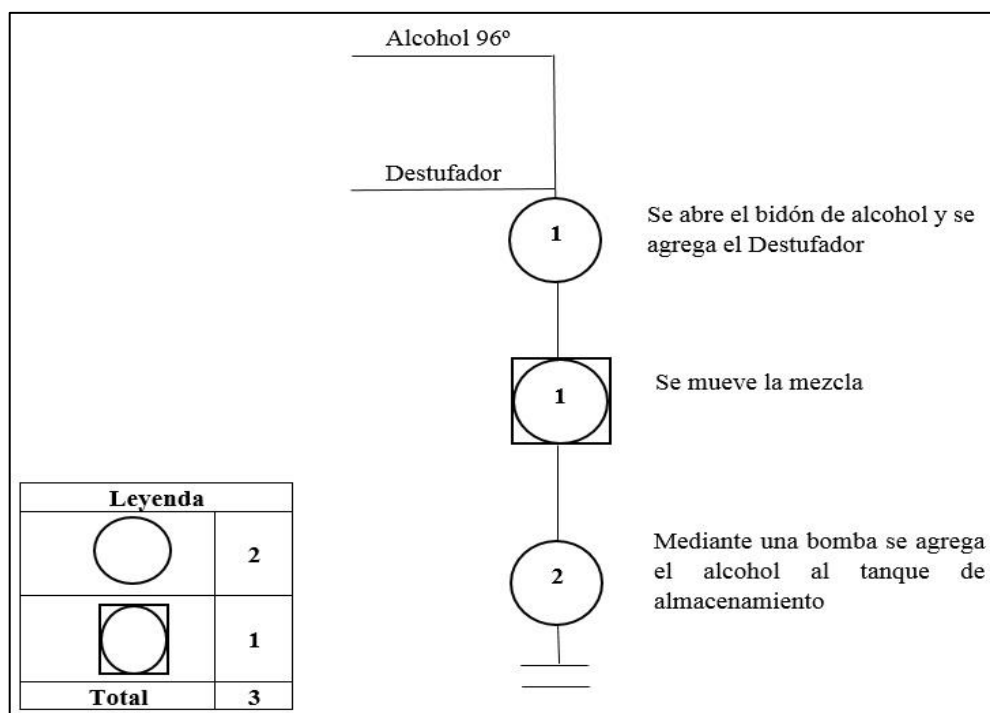 Alcohol 96º
Destufador
1
Se abre el bidón de alcohol y se
agrega el Destufador
1
Se mueve la mezcla
2
Mediante una bomba se agrega
el alcohol al tanque de
almacenamiento
Leyenda
2
1
Total 3